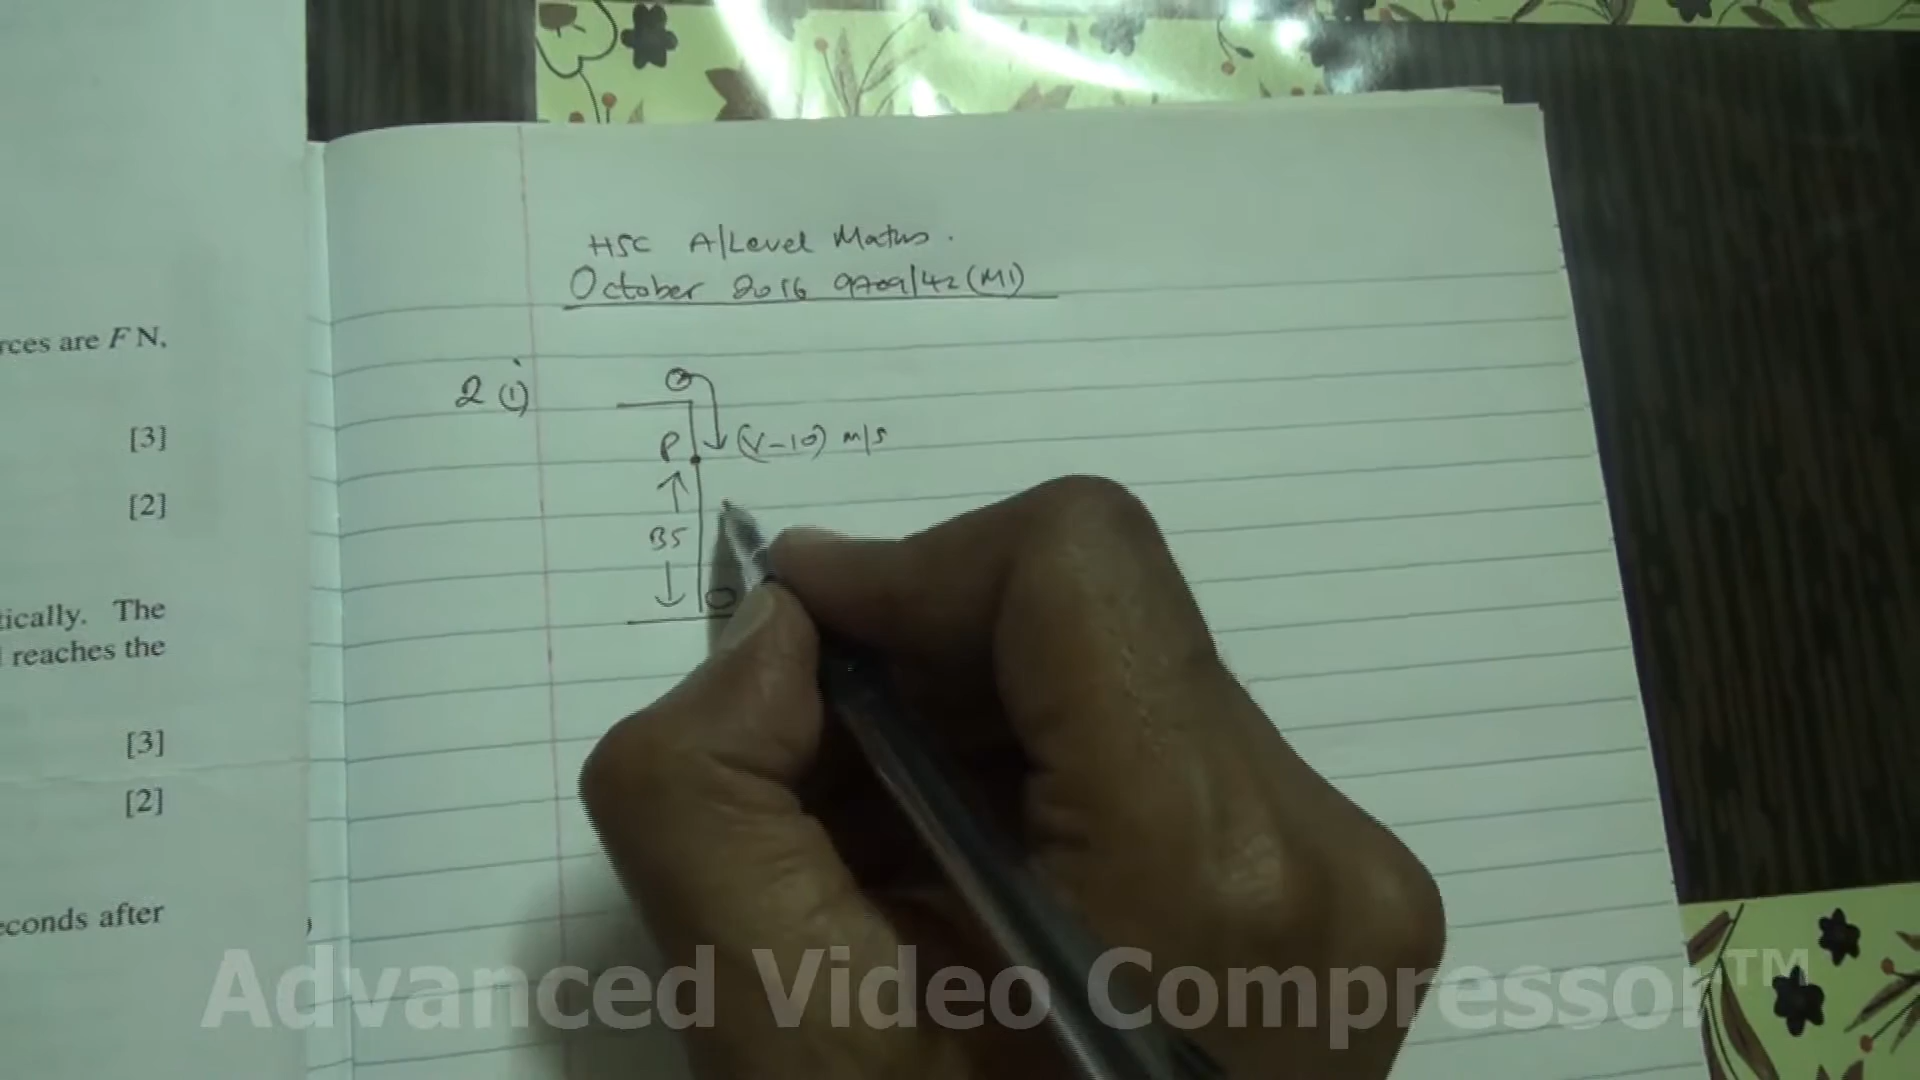 HSC A/Level Maths.
October 2016 9709/42 (M1)
rces are F N,
[3]
[2]
tically. The
reaches the
[3]
[2]
econds after
2 (i)
P
(V-10) m/s
35
Advanced Video Compressor™